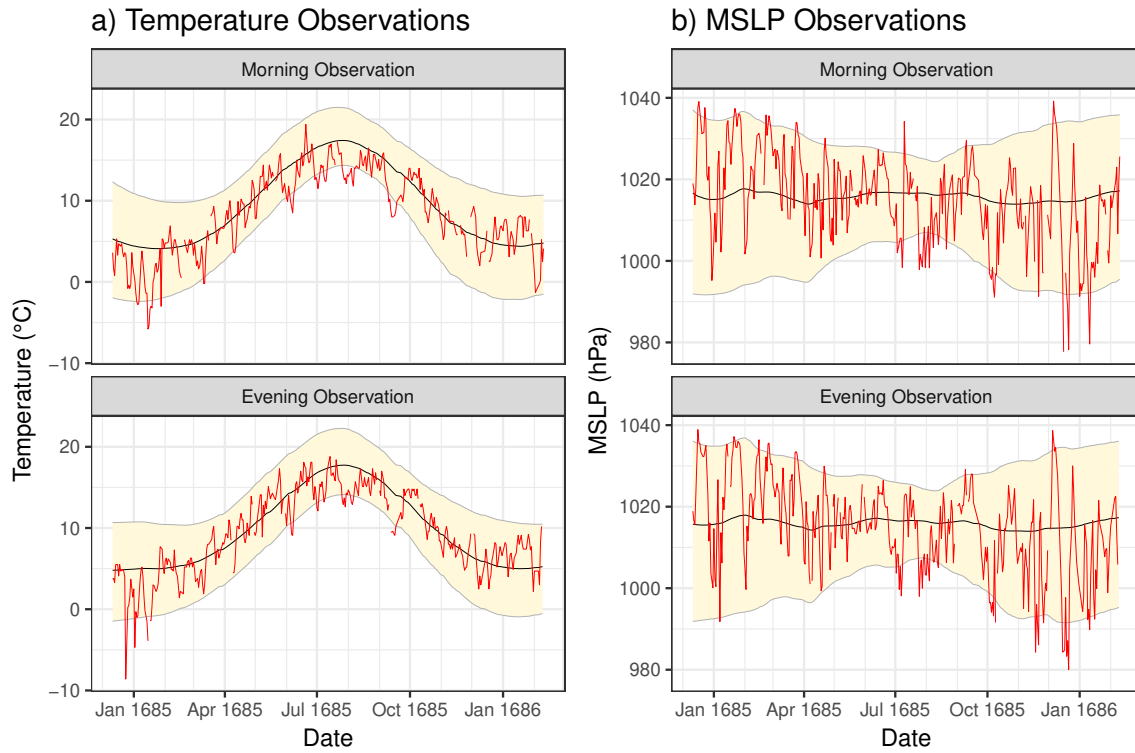 a) Temperature Observations
Morning Observation
20
10
0
−10
Evening Observation
20
10
0
−10
Temperature (°C)
Jan 1685 Apr 1685 Jul 1685 Oct 1685 Jan 1686
Date
b) MSLP Observations
Morning Observation
1040
1020
1000
980
Evening Observation
1040
1020
1000
980
MSLP (hPa)
Jan 1685 Apr 1685 Jul 1685 Oct 1685 Jan 1686
Date